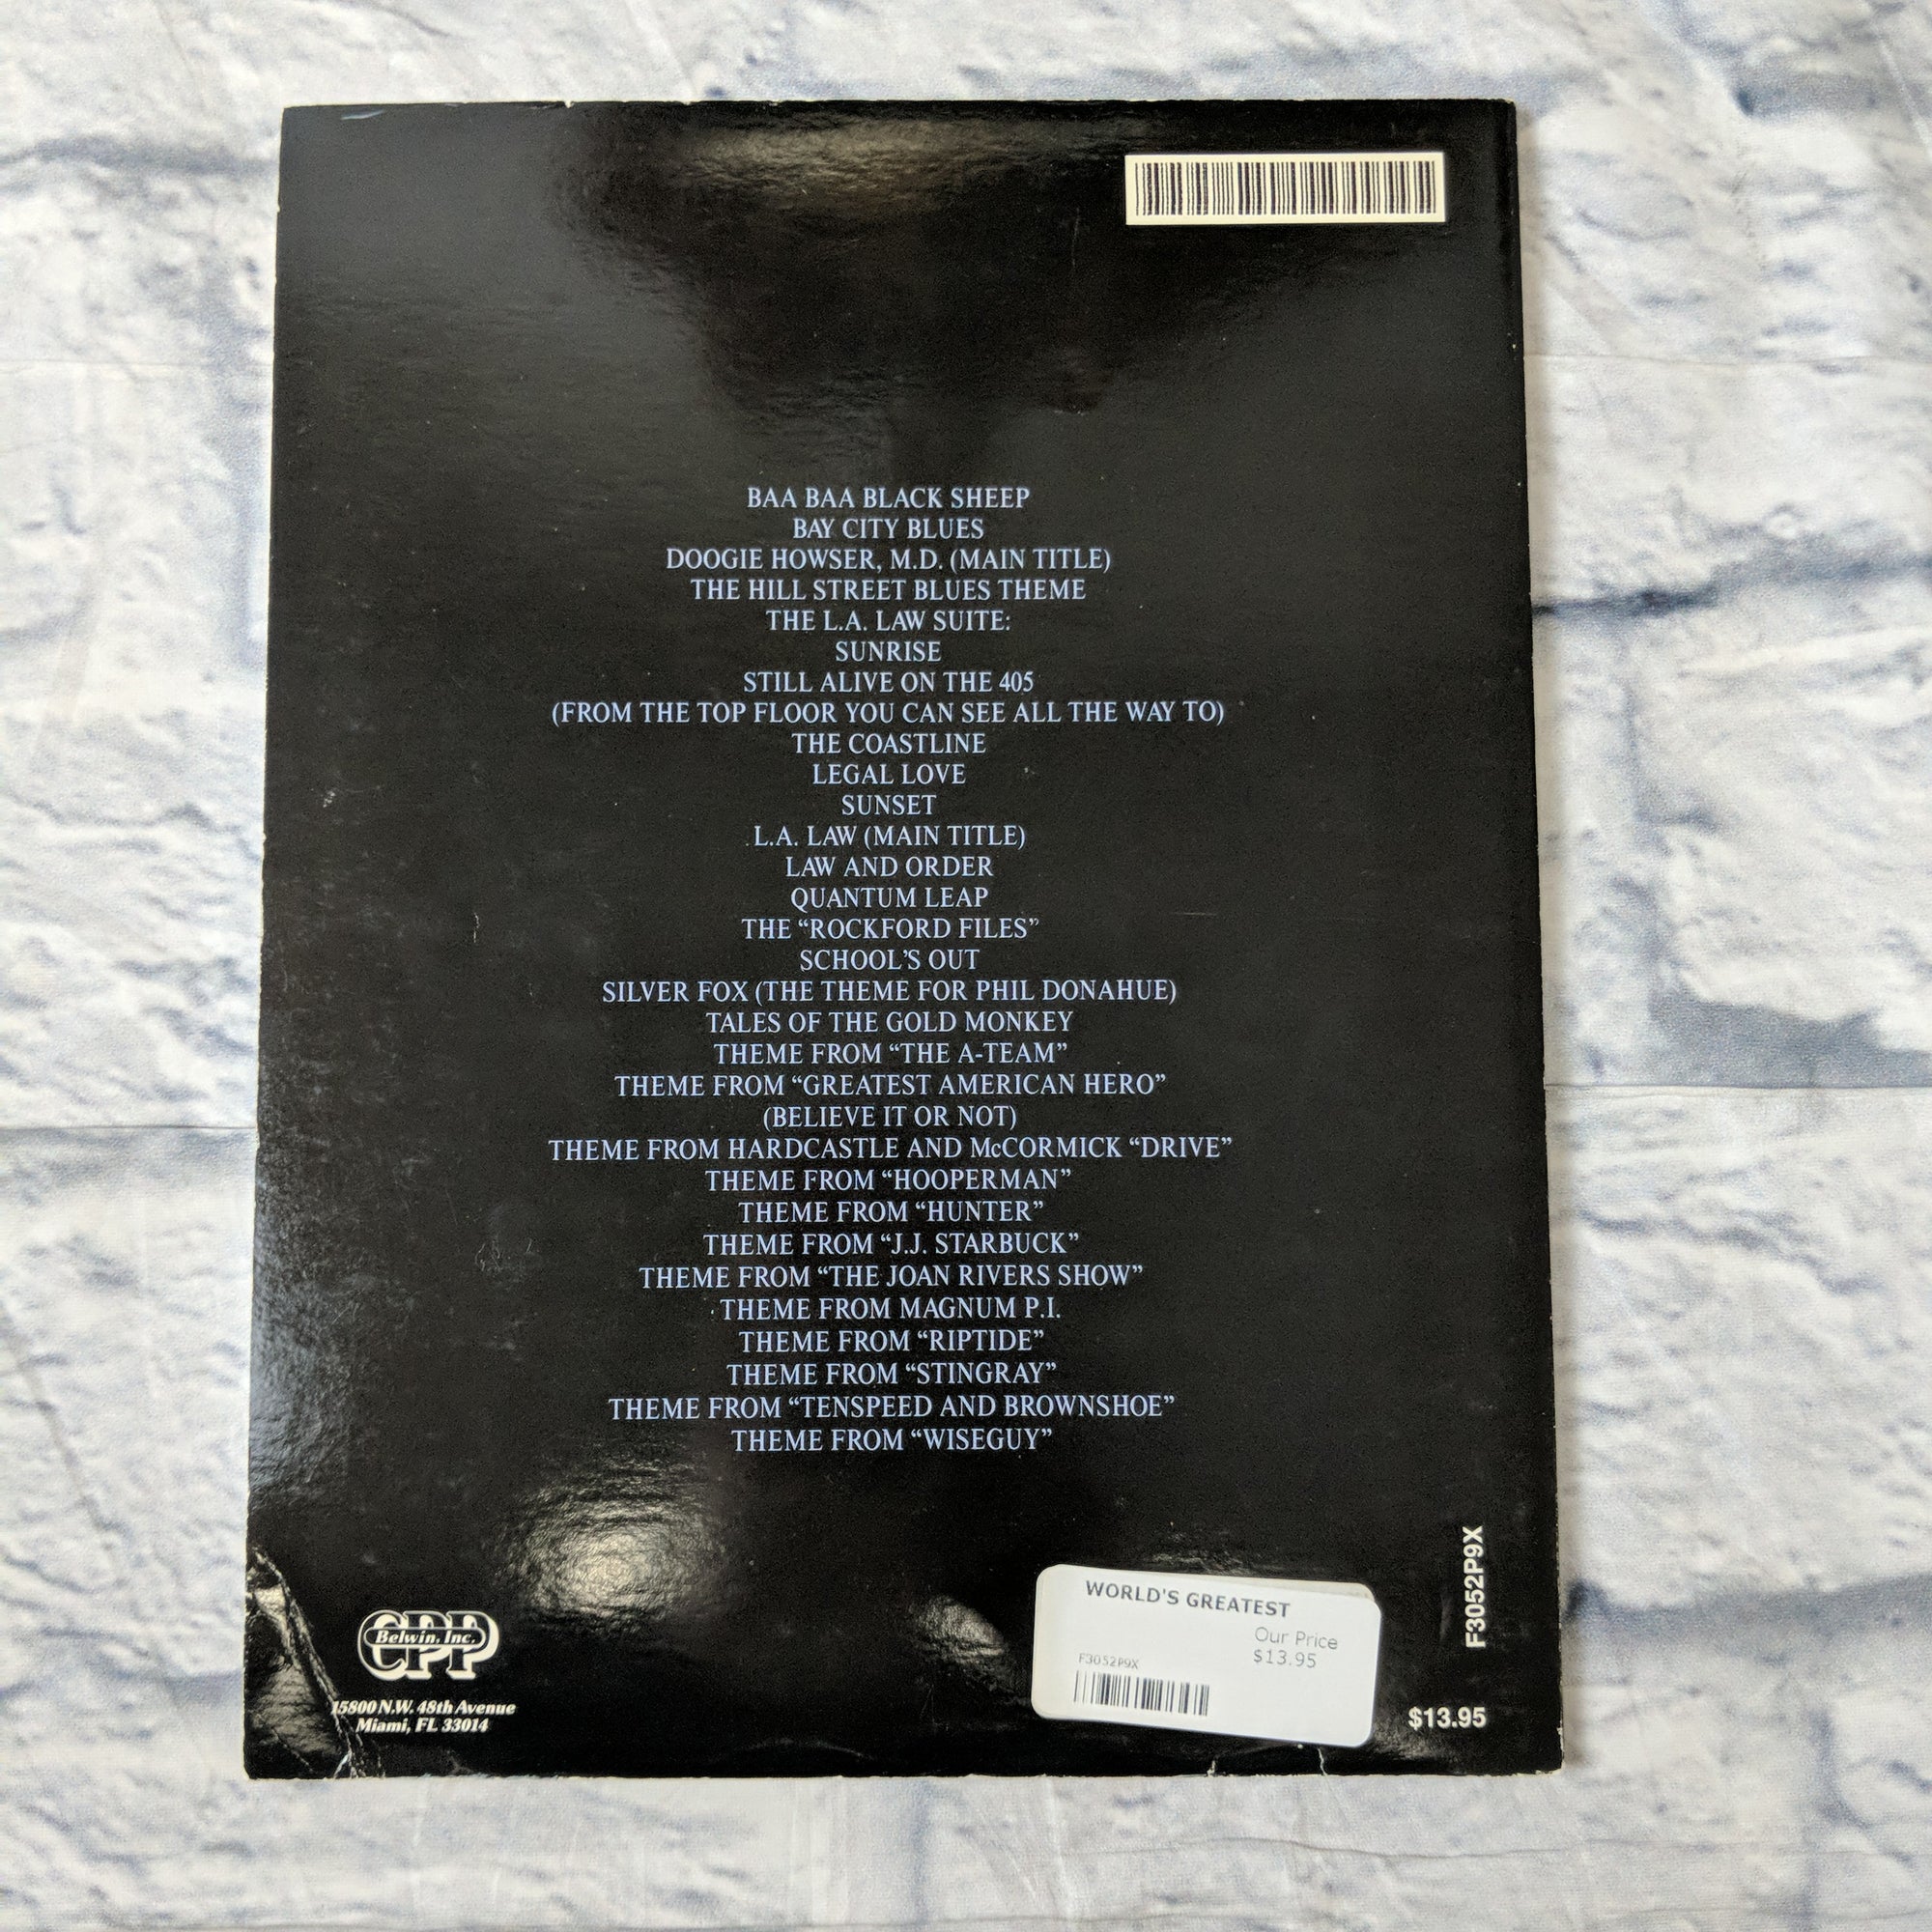 BAA BAA BLACK SHEEP
BAY CITY BLUES
DOOGIE HOWSER, M.D. (MAIN TITLE)
THE HILL STREET BLUES THEME
THE L.A. LAW SUITE:
SUNRISE
STILL ALIVE ON THE 405
(FROM THE TOP FLOOR YOU CAN SEE ALL THE WAY TO)
THE COASTLINE
LEGAL LOVE
SUNSET
L.A. LAW (MAIN TITLE)
LAW AND ORDER
QUANTUM LEAP
THE “ROCKFORD FILES”
SCHOOL’S OUT
SILVER FOX (THE THEME FOR PHIL DONAHUE)
TALES OF THE GOLD MONKEY
THEME FROM “THE A-TEAM”
THEME FROM “GREATEST AMERICAN HERO”
(BELIEVE IT OR NOT)
THEME FROM HARDCASTLE AND McCORMICK “DRIVE”
THEME FROM “HOOPERMAN”
THEME FROM “HUNTER”
THEME FROM “J.J. STARBUCK”
THEME FROM “THE JOAN RIVERS SHOW”
THEME FROM MAGNUM P.I.
THEME FROM “RIPTIDE”
THEME FROM “STINGRAY”
THEME FROM “TENSPEED AND BROWNSHOE”
THEME FROM “WISEGUY”
CPP
Belwin, Inc.
15800 N.W. 48th Avenue
Miami, FL 33014
WORLD'S GREATEST
Our Price
$13.95
F3052P9X
F3052P9X
$13.95